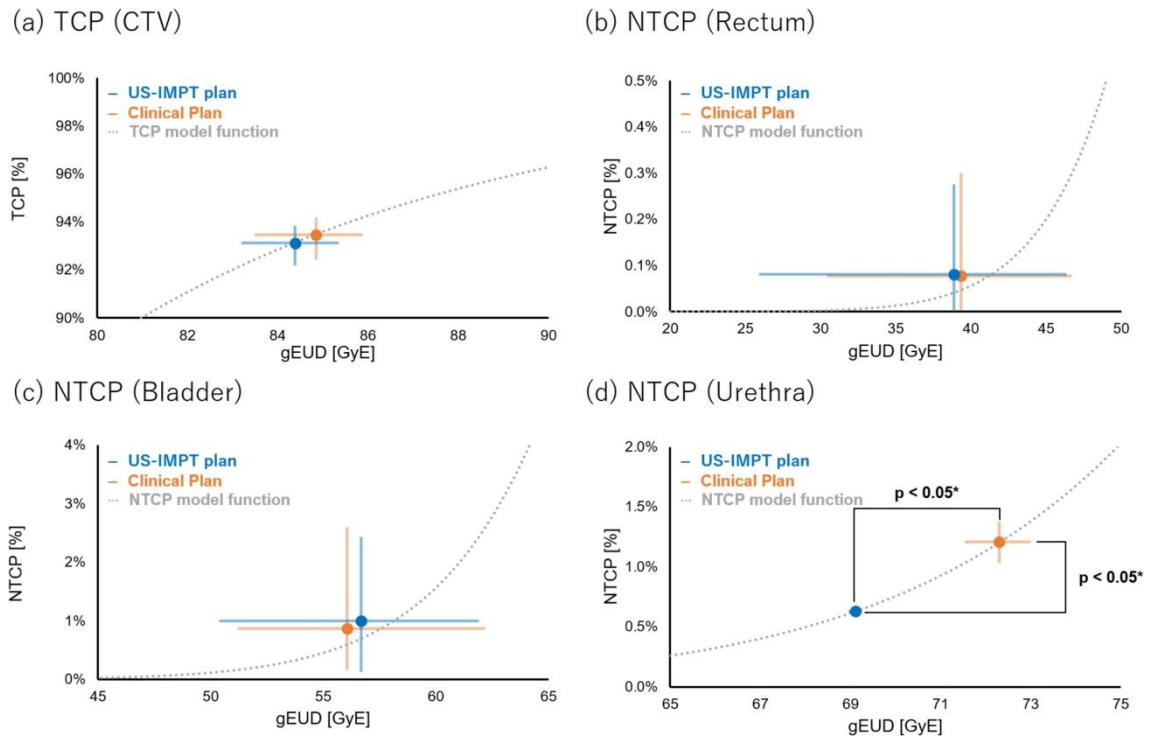 (a) TCP (CTV)
100%
98%
96%
94%
92%
90%
TCP [%]
US-IMPT plan
Clinical Plan
TCP model function
80 82 84 86 88 90
gEUD [GyE]
(b) NTCP (Rectum)
0.5%
0.4%
0.3%
0.2%
0.1%
0.0%
NTCP [%]
US-IMPT plan
Clinical Plan
NTCP model function
20 25 30 35 40 45 50
gEUD [GyE]
(c) NTCP (Bladder)
4%
3%
2%
1%
0%
NTCP [%]
US-IMPT plan
Clinical Plan
NTCP model function
45 50 55 60 65
gEUD [GyE]
(d) NTCP (Urethra)
2.0%
1.5%
1.0%
0.5%
0.0%
NTCP [%]
US-IMPT plan
Clinical Plan
NTCP model function
p < 0.05*
p < 0.05*
65 67 69 71 73 75
gEUD [GyE]